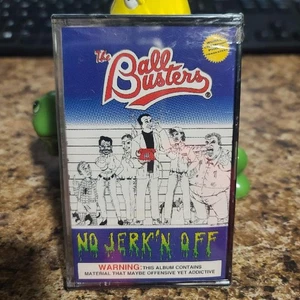 The
Ball
Busters
NO JERK'N OFF
WARNING: THIS ALBUM CONTAINS
MATERIAL THAT MAYBE OFFENSIVE YET ADDICTIVE